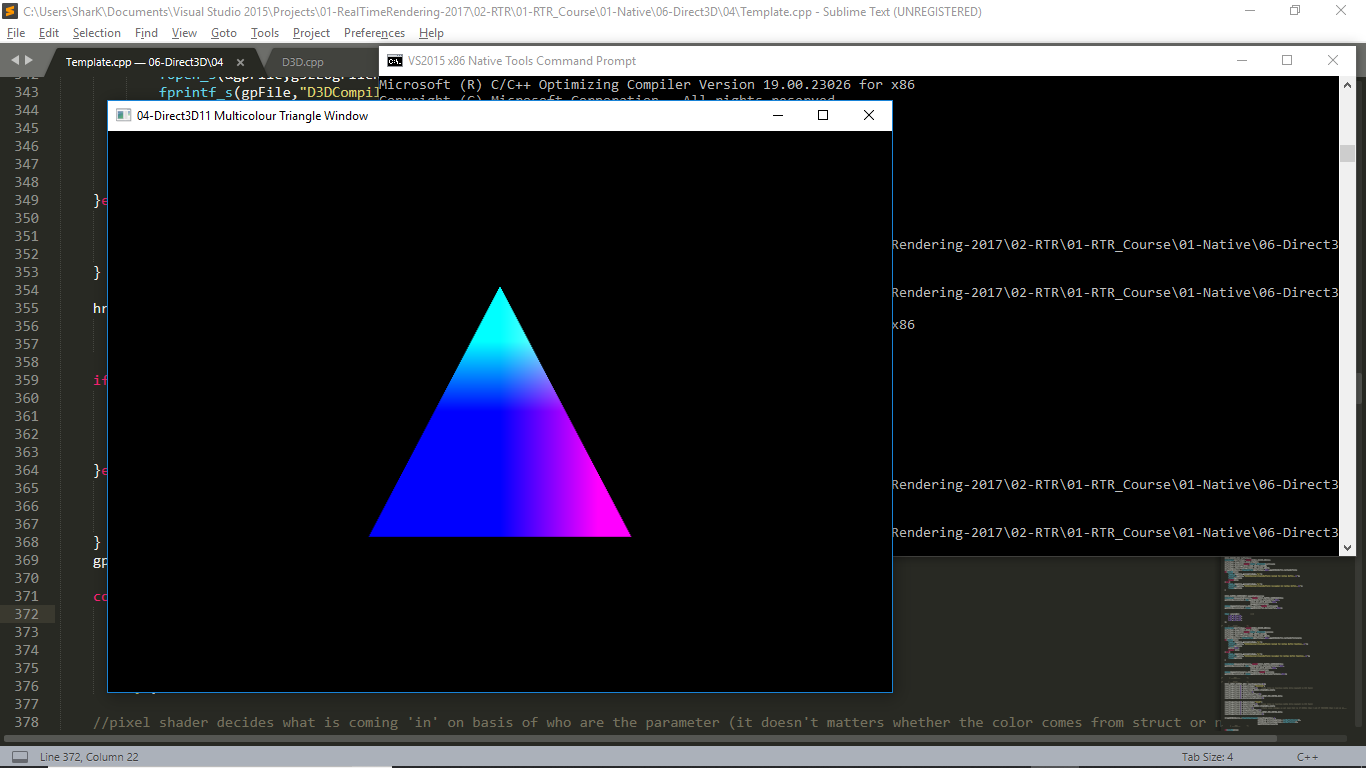 C:\Users\SharK\Documents\Visual Studio 2015\Projects\01-RealTimeRendering-2017\02-RTR\01-RTR_Course\01-Native\06-Direct3D\04\Template.cpp - Sublime Text (UNREGISTERED)
File Edit Selection Find View Goto Tools Project Preferences Help
Template.cpp — 06-Direct3D\04 D3D.cpp
VS2015 x86 Native Tools Command Prompt
Microsoft (R) C/C++ Optimizing Compiler Version 19.00.23026 for x86
Copyright (C) Microsoft Corporation. All rights reserved.
342
343 fprintf_s(gpFile,"D3DCompil
04-Direct3D11 Multicolour Triangle Window
344
345
346
347
348
349 }e
350
351
Rendering-2017\02-RTR\01-RTR_Course\01-Native\06-Direct3
352
353 }
354
Rendering-2017\02-RTR\01-RTR_Course\01-Native\06-Direct3
355 hr
356
x86
357
358
359 if
360
361
362
363
364 }e
365
Rendering-2017\02-RTR\01-RTR_Course\01-Native\06-Direct3
366
367
Rendering-2017\02-RTR\01-RTR_Course\01-Native\06-Direct3
368 }
369 gp
370
371 co
372
373
374
375
376
377
378 //pixel shader decides what is coming 'in' on basis of who are the parameter (it doesn't matters whether the color comes from struct or n
Line 372, Column 22
Tab Size: 4
C++